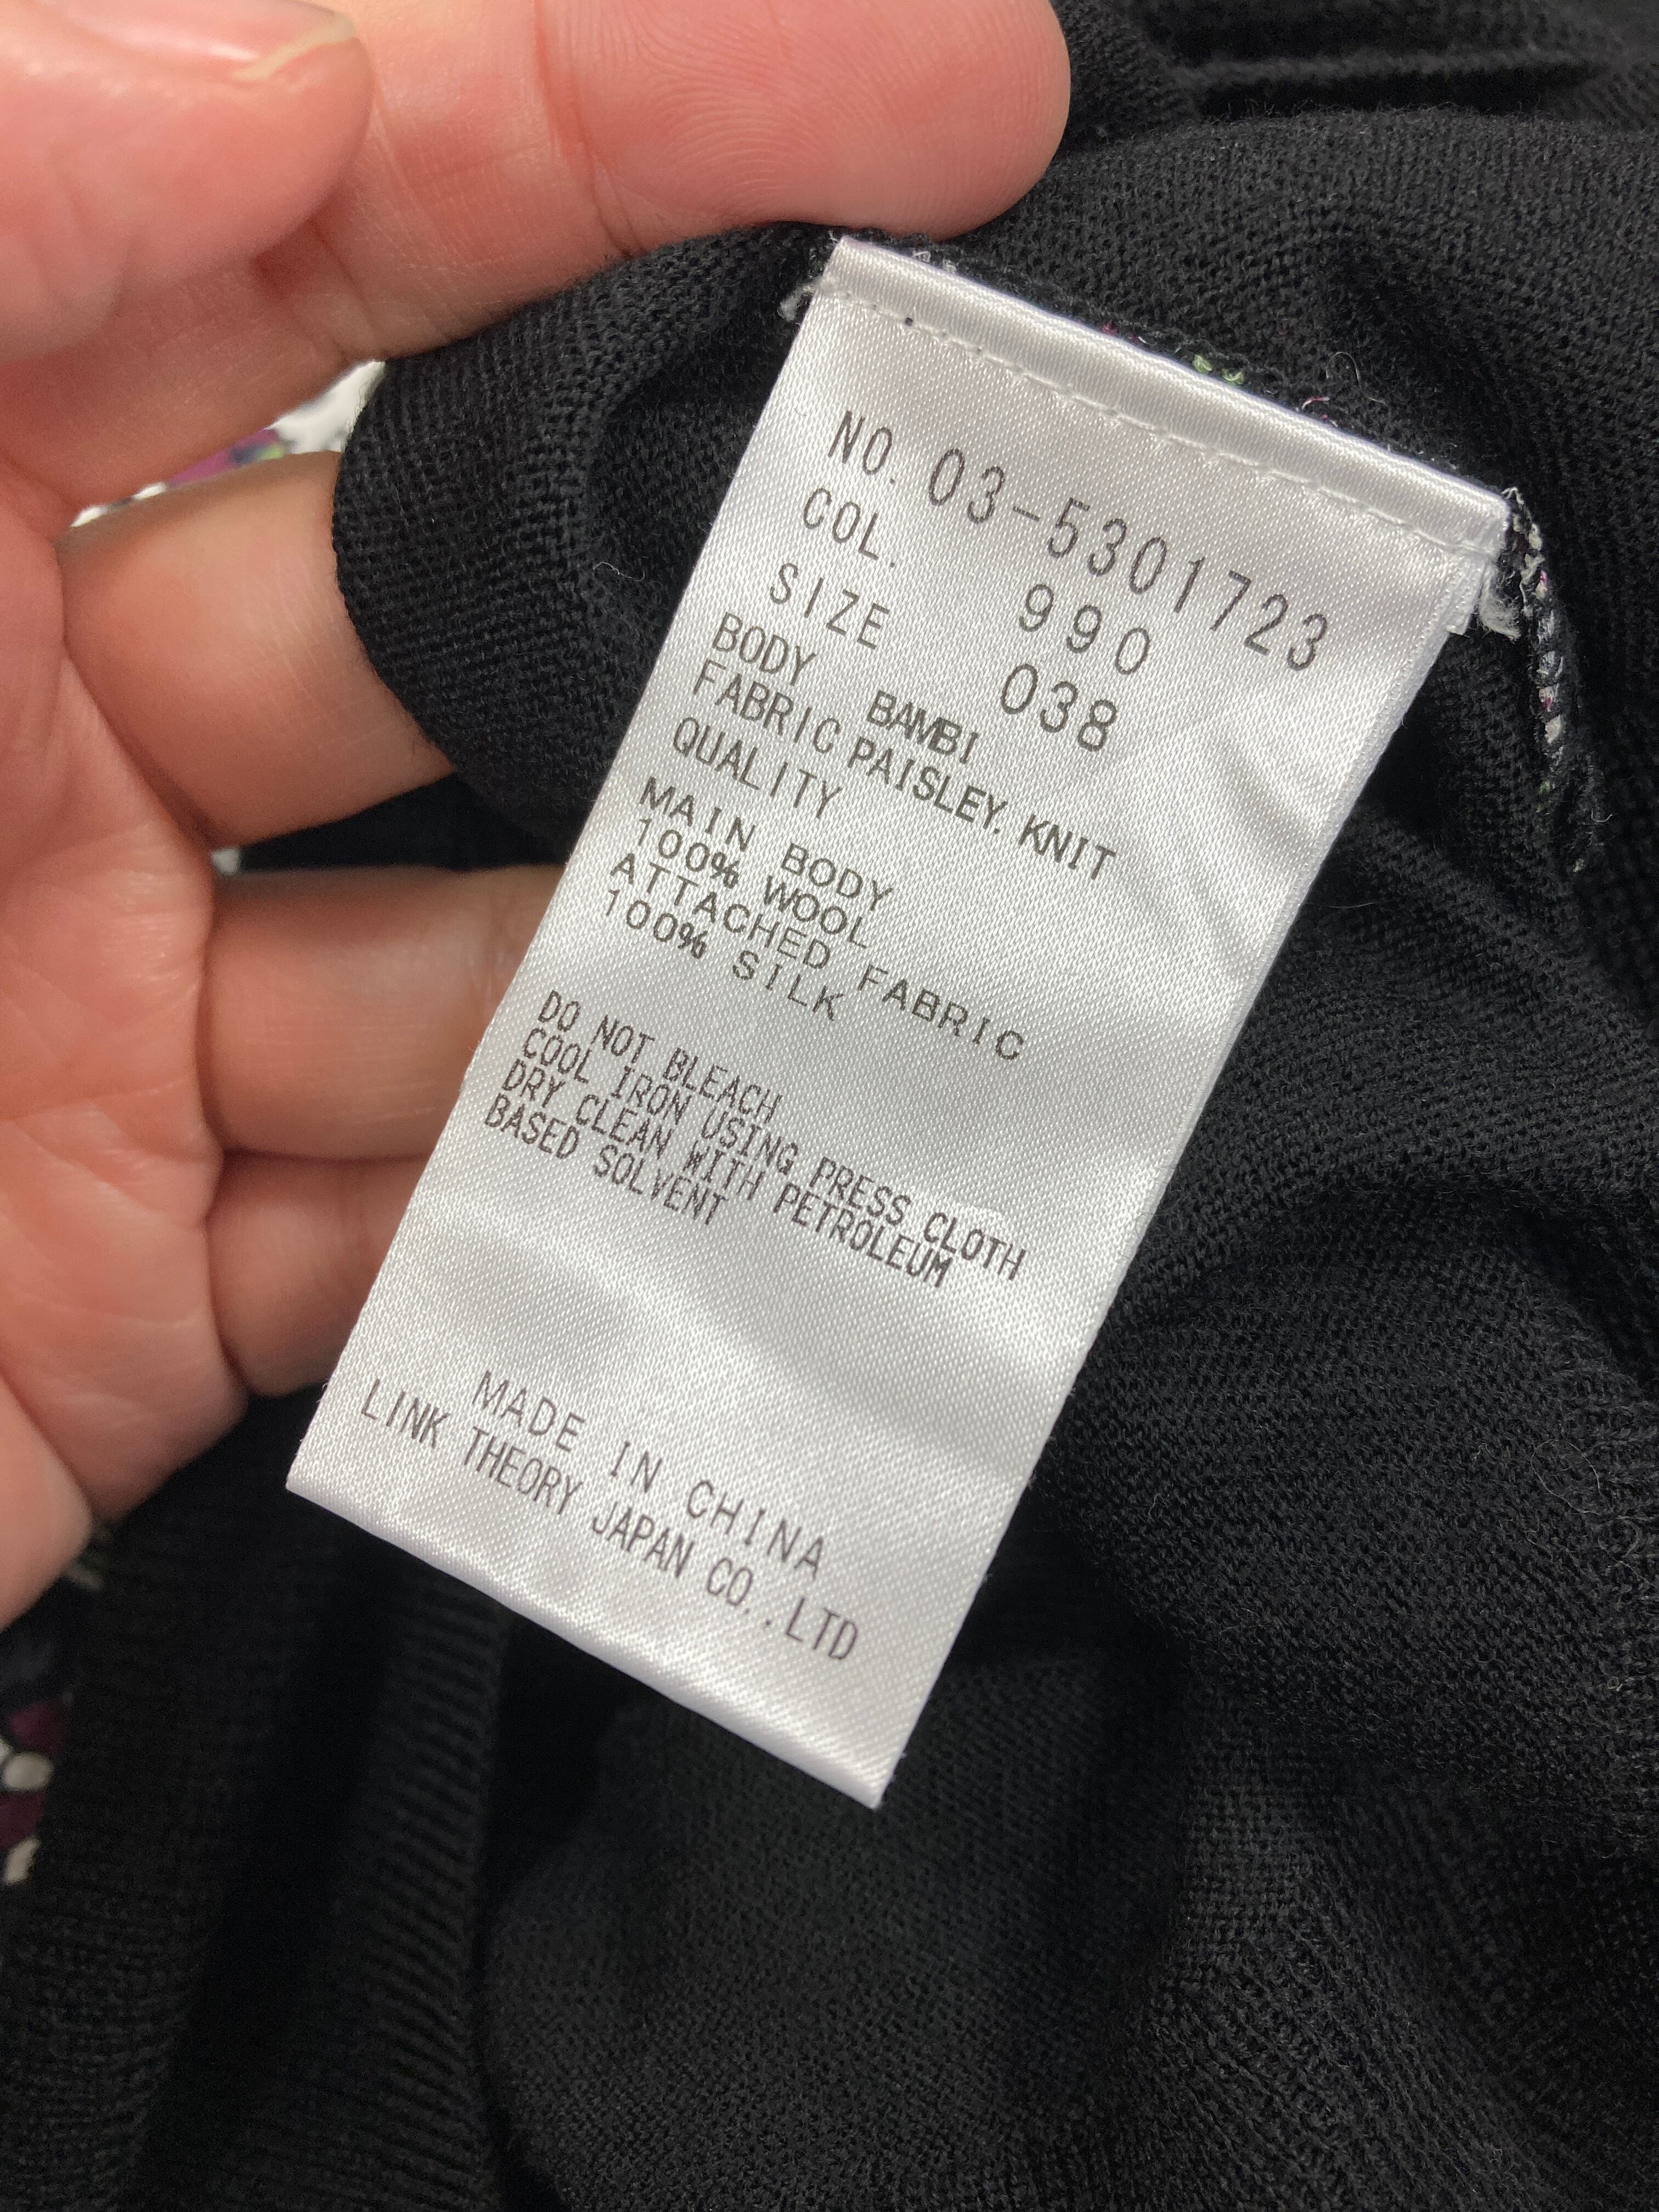 NO. 03-5301723
COL. 990
SIZE 038
BODY BAMBI
FABRIC PAISLEY. KNIT
QUALITY
MAIN BODY
100% WOOL
ATTACHED FABRIC
100% SILK
DO NOT BLEACH
COOL IRON USING PRESS CLOTH
DRY CLEAN WITH PETROLEUM
BASED SOLVENT
MADE IN CHINA
LINK THEORY JAPAN CO.,LTD